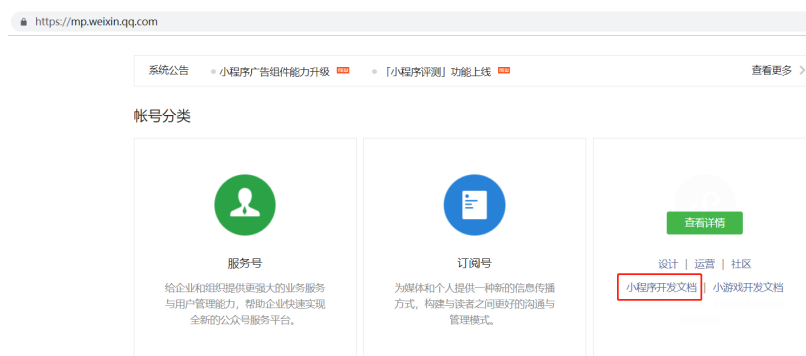 https://mp.weixin.qq.com
系统公告 小程序广告组件能力升级 「小程序评测」功能上线 查看更多
帐号分类
服务号
给企业和组织提供更强大的业务服务
与用户管理能力，帮助企业快速实现
全新的公众号服务平台。
订阅号
为媒体和个人提供一种新的信息传播
方式，构建与读者之间更好的沟通与
管理模式。
查看详情
设计 | 运营 | 社区
小程序开发文档 | 小游戏开发文档